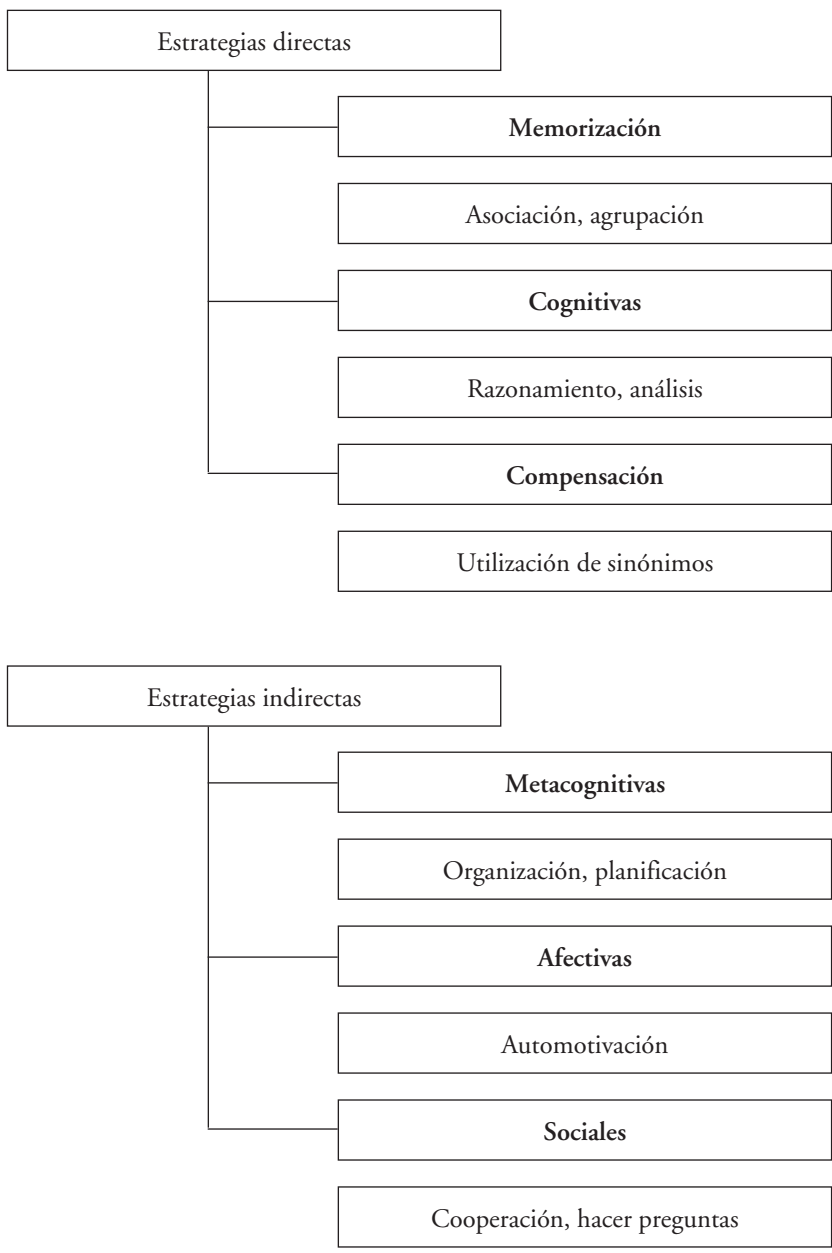 Estrategias directas
Memorización
Asociación, agrupación
Cognitivas
Razonamiento, análisis
Compensación
Utilización de sinónimos
Estrategias indirectas
Metacognitivas
Organización, planificación
Afectivas
Automotivación
Sociales
Cooperación, hacer preguntas